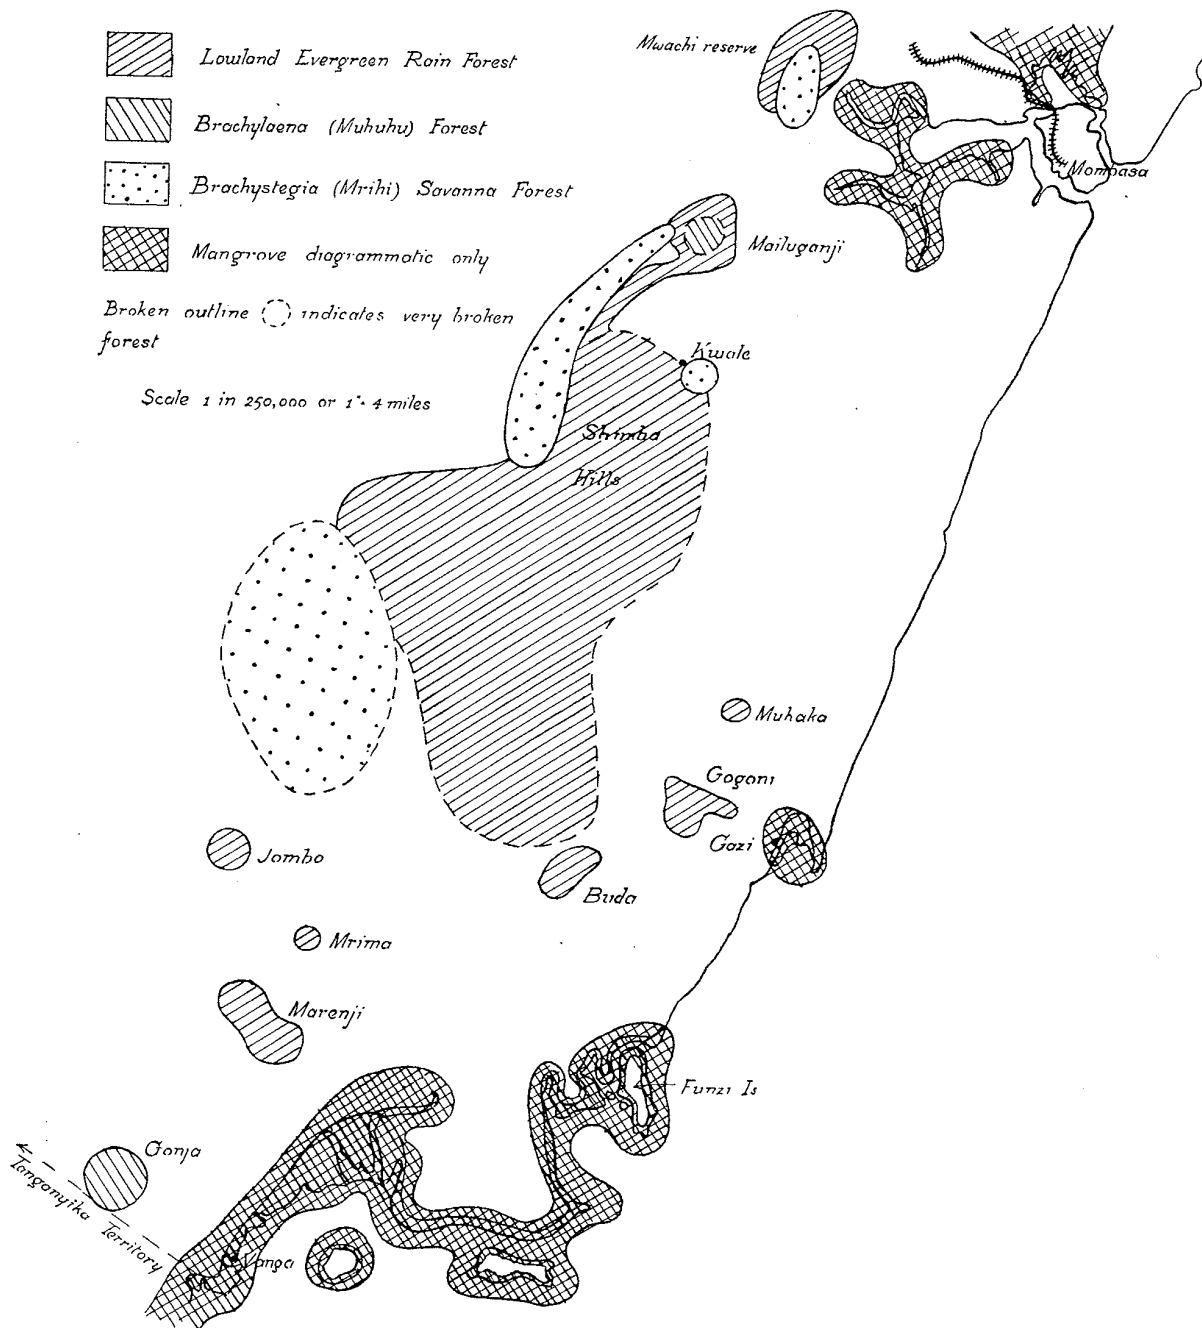 Lowland Evergreen Rain Forest
Brachylaena (Muhuhu) Forest
Brachystegia (Mrihi) Savanna Forest
Mangrove diagrammatic only
Broken outline indicates very broken
forest
Scale 1 in 250,000 or 1" = 4 miles
Mwachi reserve
Mombasa
Mailuganji
Kwale
Shimba
Hills
Muhaka
Gogoni
Gazi
Jombo
Buda
Mrima
Marenji
Funzi Is
Gonja
Tanganyika
Territory
Vanga